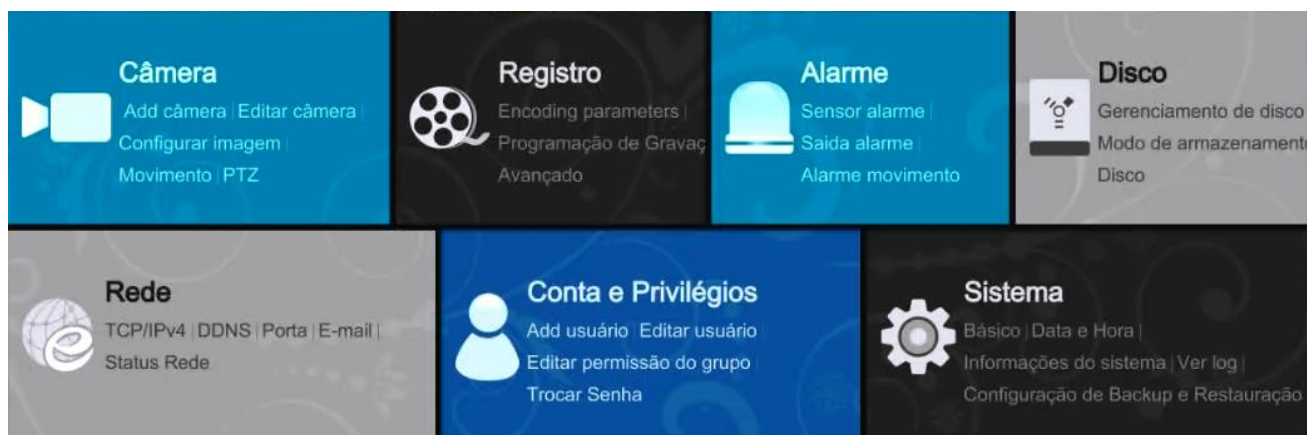 Câmera
Add câmera | Editar câmera |
Configurar imagem |
Movimento | PTZ
Registro
Encoding parameters |
Programação de Gravaç
Avançado
Alarme
Sensor alarme |
Saida alarme |
Alarme movimento
Disco
Gerenciamento de disco
Modo de armazenament
Disco
Rede
TCP/IPv4 | DDNS | Porta | E-mail |
Status Rede
Conta e Privilégios
Add usuário | Editar usuário |
Editar permissão do grupo |
Trocar Senha
Sistema
Básico | Data e Hora |
Informações do sistema | Ver log |
Configuração de Backup e Restauração